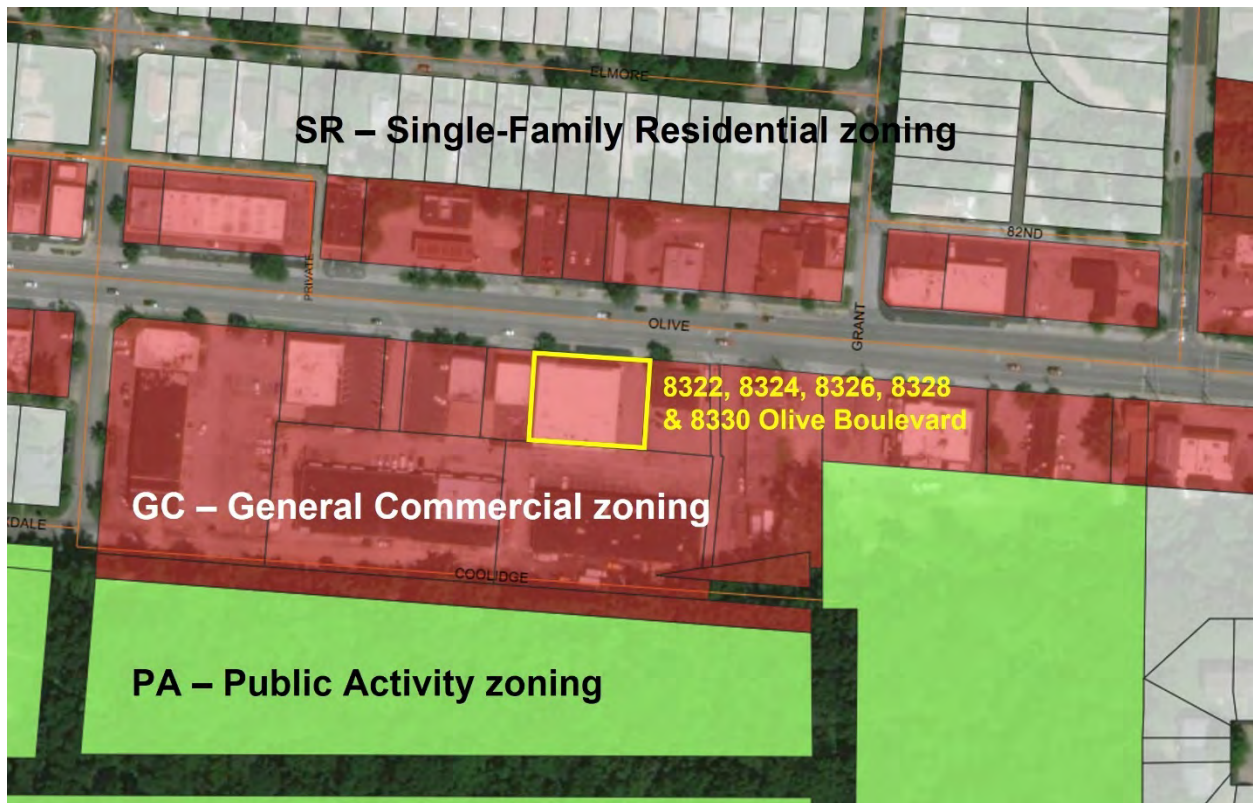 ELMORE
SR – Single-Family Residential zoning
82ND
PRIVATE
OLIVE
GRANT
8322, 8324, 8326, 8328
& 8330 Olive Boulevard
GC – General Commercial zoning
DALE
COOLIDGE
PA – Public Activity zoning